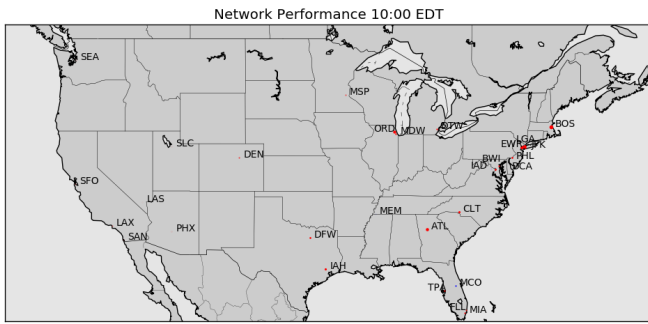 Network Performance 10:00 EDT
SEA
MSP
BOS
ORD MDW
DTW
LGA
EWR JFK
SLC
DEN
PHL
BWI
IAD DCA
SFO
LAS
MEM
CLT
LAX
PHX
ATL
SAN
DFW
IAH
MCO
TPA
FLL MIA